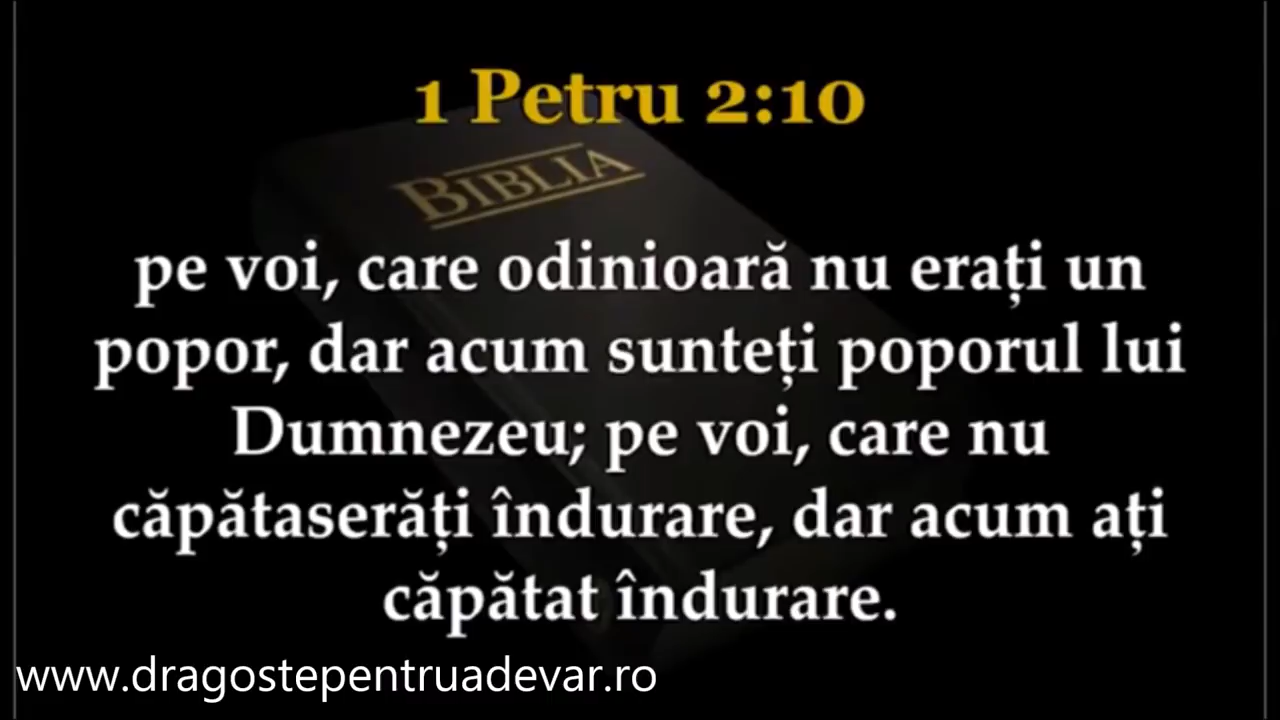 1 Petru 2:10
BIBLIA
pe voi, care odinioară nu erați un
popor, dar acum sunteți poporul lui
Dumnezeu; pe voi, care nu
căpătaserăți îndurare, dar acum ați
căpătat îndurare.
www.dragostepentruadevar.ro